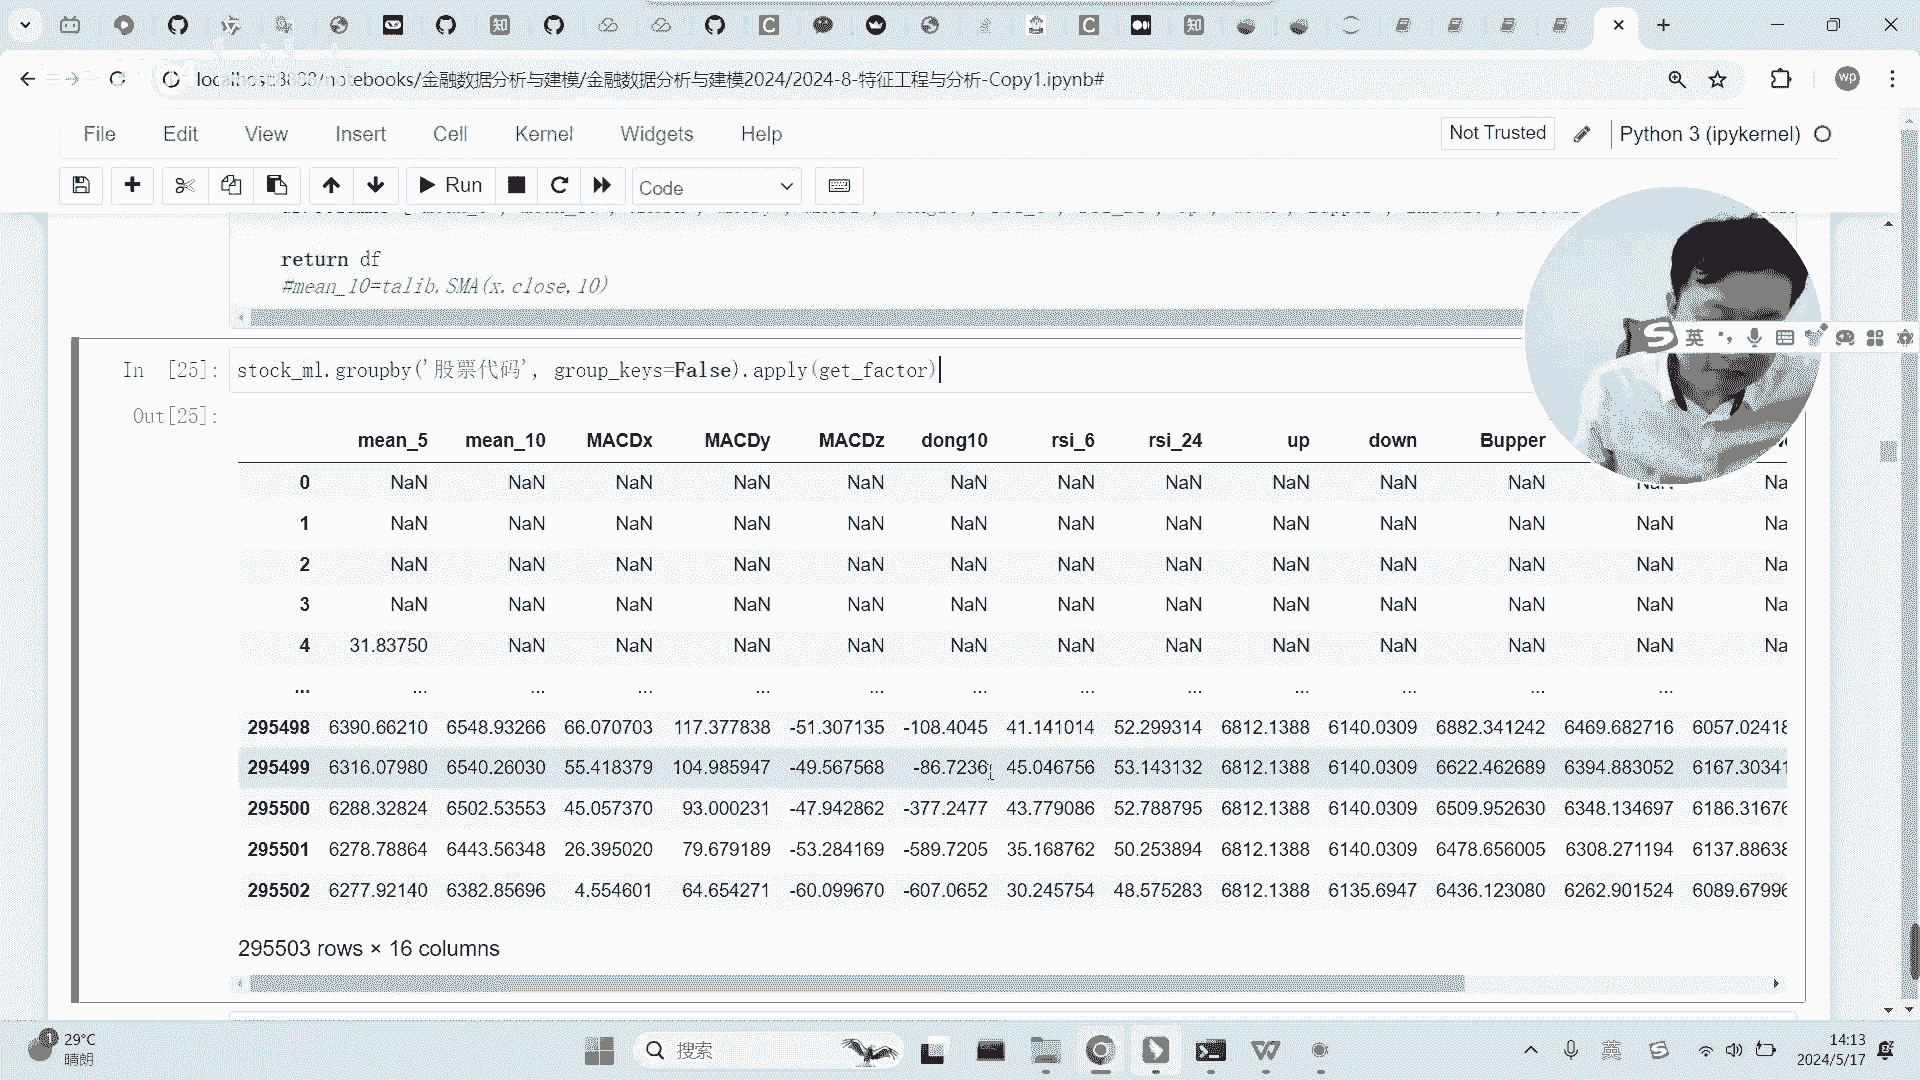 localhost:8888/notebooks/金融数据分析与建模/金融数据分析与建模2024/2024-8-特征工程与分析-Copy1.ipynb#
wp
File Edit View Insert Cell Kernel Widgets Help
Not Trusted
Python 3 (ipykernel)
Run
Code
return df
#mean_10=talib.SMA(x.close,10)
英
In [25]: stock_ml.groupby('股票代码', group_keys=False).apply(get_factor)
Out[25]:
mean_5 mean_10 MACDx MACDy MACDz dong10 rsi_6 rsi_24 up down Bupper
0 NaN NaN NaN NaN NaN NaN NaN NaN NaN NaN NaN NaN Na
1 NaN NaN NaN NaN NaN NaN NaN NaN NaN NaN NaN NaN Na
2 NaN NaN NaN NaN NaN NaN NaN NaN NaN NaN NaN NaN Na
3 NaN NaN NaN NaN NaN NaN NaN NaN NaN NaN NaN NaN Na
4 31.83750 NaN NaN NaN NaN NaN NaN NaN NaN NaN NaN NaN Na
... ... ... ... ... ... ... ... ... ... ... ... ...
295498 6390.66210 6548.93266 66.070703 117.377838 -51.307135 -108.4045 41.141014 52.299314 6812.1388 6140.0309 6882.341242 6469.682716 6057.02418
295499 6316.07980 6540.26030 55.418379 104.985947 -49.567568 -86.7236 45.046756 53.143132 6812.1388 6140.0309 6622.462689 6394.883052 6167.30341
295500 6288.32824 6502.53553 45.057370 93.000231 -47.942862 -377.2477 43.779086 52.788795 6812.1388 6140.0309 6509.952630 6348.134697 6186.31676
295501 6278.78864 6443.56348 26.395020 79.679189 -53.284169 -589.7205 35.168762 50.253894 6812.1388 6140.0309 6478.656005 6308.271194 6137.88638
295502 6277.92140 6382.85696 4.554601 64.654271 -60.099670 -607.0652 30.245754 48.575283 6812.1388 6135.6947 6436.123080 6262.901524 6089.67996
295503 rows × 16 columns
1
29°C
晴朗
搜索
英
14:13
2024/5/17